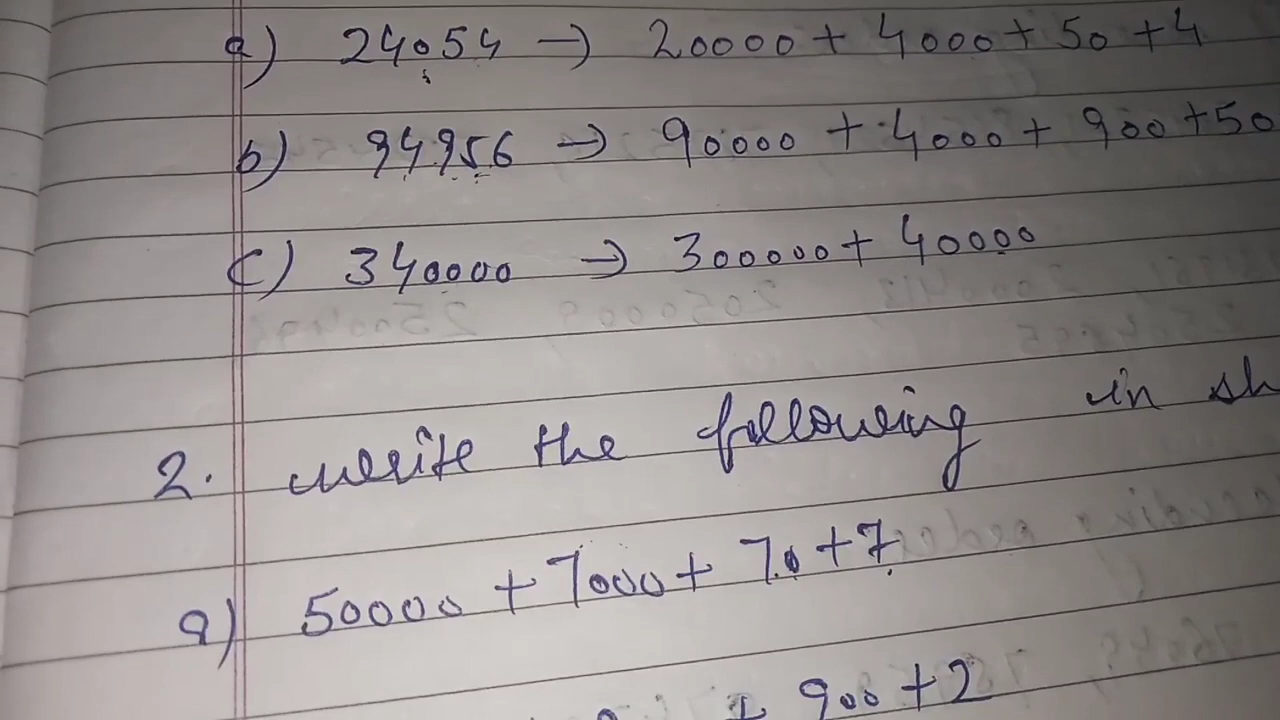 a) 24054 → 20000 + 4000 + 50 + 4
b) 94956 → 90000 + 4000 + 900 + 50
c) 340000 → 300000 + 40000
2. write the following in sh
a) 50000 + 7000 + 70 + 7
+ 900 + 2